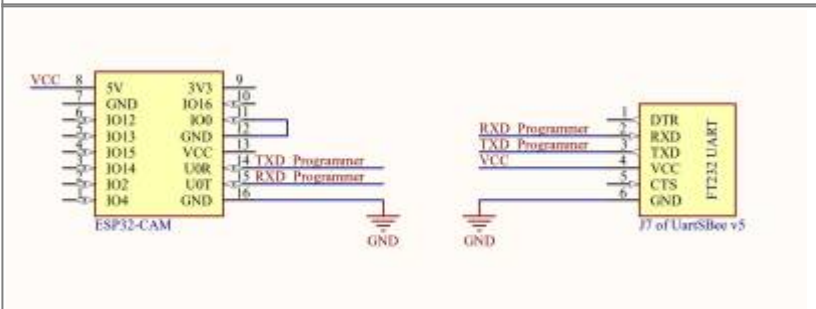 VCC 8 5V 3V3 9
7 GND IO16 10
6 IO12 IO0 11
5 IO13 GND 12
4 IO15 VCC 13
3 IO14 U0R 14 TXD Programmer
2 IO2 U0T 15 RXD Programmer
1 IO4 GND 16
ESP32-CAM
GND
1 DTR
RXD Programmer 2 RXD
TXD Programmer 3 TXD
VCC 4 VCC
5 CTS
6 GND
FT232 UART
GND
J7 of UartSBee v5